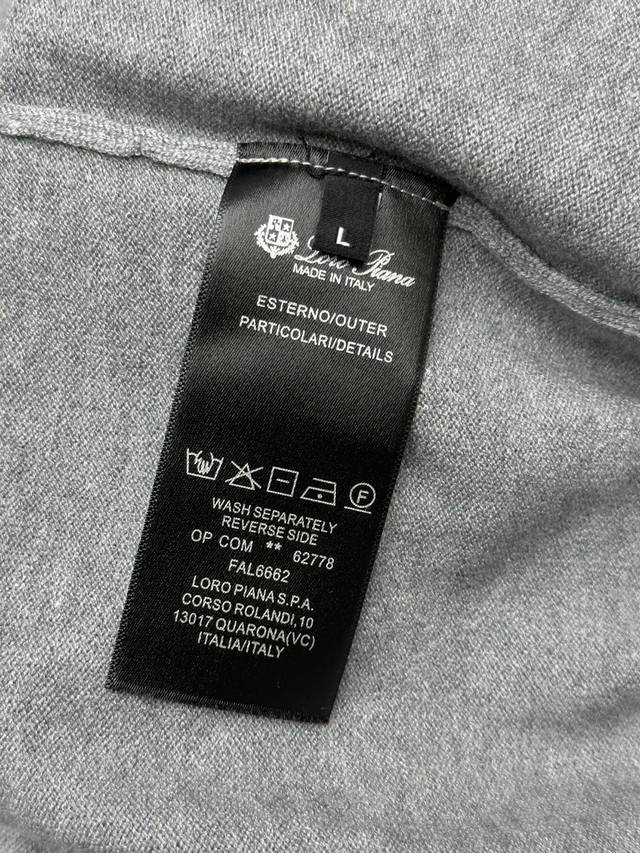 L
Loro Piana
MADE IN ITALY
ESTERNO/OUTER
PARTICOLARI/DETAILS
F
WASH SEPARATELY
REVERSE SIDE
OP COM ** 62778
FAL6662
LORO PIANA S.P.A.
CORSO ROLANDI,10
13017 QUARONA(VC)
ITALIA/ITALY